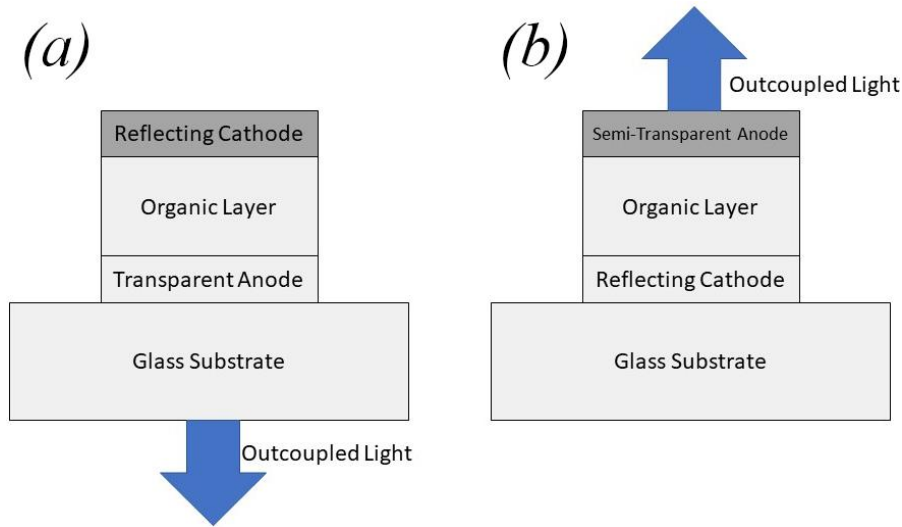 (a)
Reflecting Cathode
Organic Layer
Transparent Anode
Glass Substrate
Outcoupled Light
(b)
Outcoupled Light
Semi-Transparent Anode
Organic Layer
Reflecting Cathode
Glass Substrate